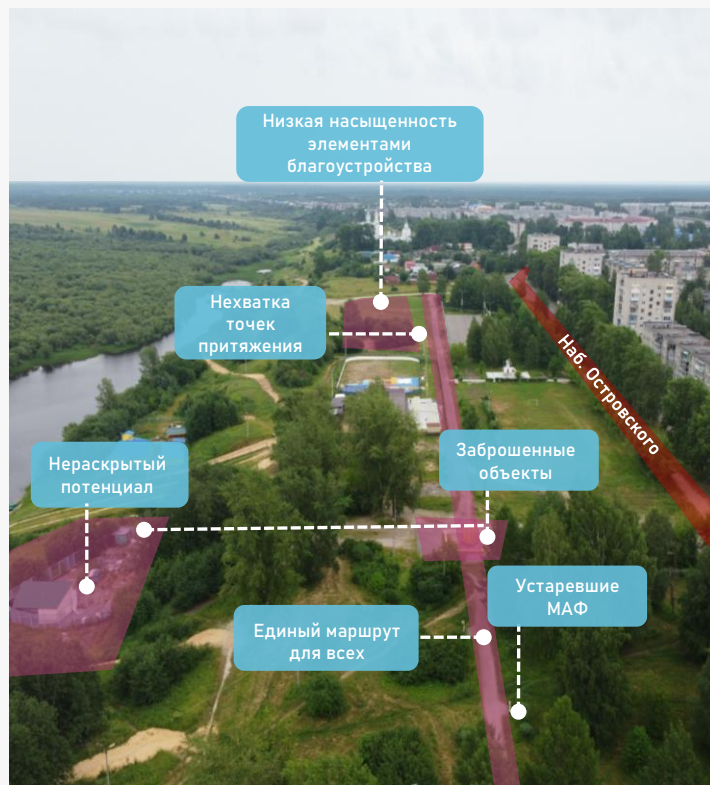 Низкая насыщенность
элементами
благоустройства
Нехватка
точек
притяжения
Наб. Островского
Нераскрытый
потенциал
Заброшенные
объекты
Устаревшие
МАФ
Единый маршрут
для всех